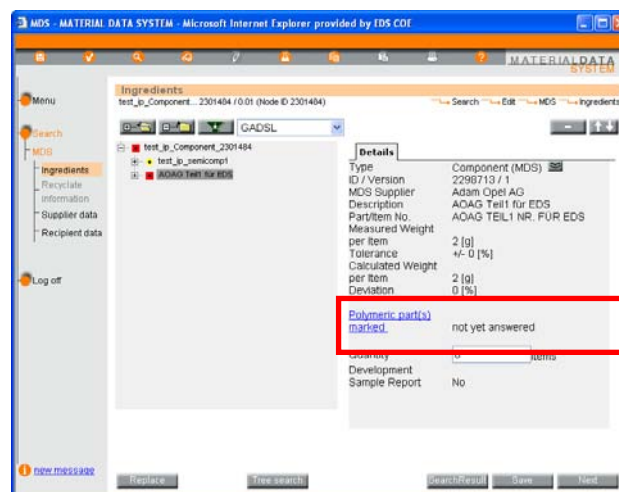 MDS - MATERIAL DATA SYSTEM - Microsoft Internet Explorer provided by EDS COE
MATERIALDATA
SYSTEM
Menu
Search
MDS
Ingredients
Recyclate
information
Supplier data
Recipient data
Log off
new message
Ingredients
test_ip_Component... 2301484 / 0.01 (Node ID 2301484)
Search Edit MDS Ingredients
GADSL
test_ip_Component_2301484
test_ip_semicomp1
AOAG Teil1 für EDS
Details
Type Component (MDS)
ID / Version 2298713 / 1
MDS Supplier Adam Opel AG
Description AOAG Teil1 für EDS
Part/Item No. AOAG TEIL1 NR. FÜR EDS
Measured Weight
per Item 2 [g]
Tolerance +/- 0 [%]
Calculated Weight
per Item 2 [g]
Deviation 0 [%]
Polymeric part(s)
marked not yet answered
Quantity items
Development
Sample Report No
Replace Tree search SearchResult Save Next